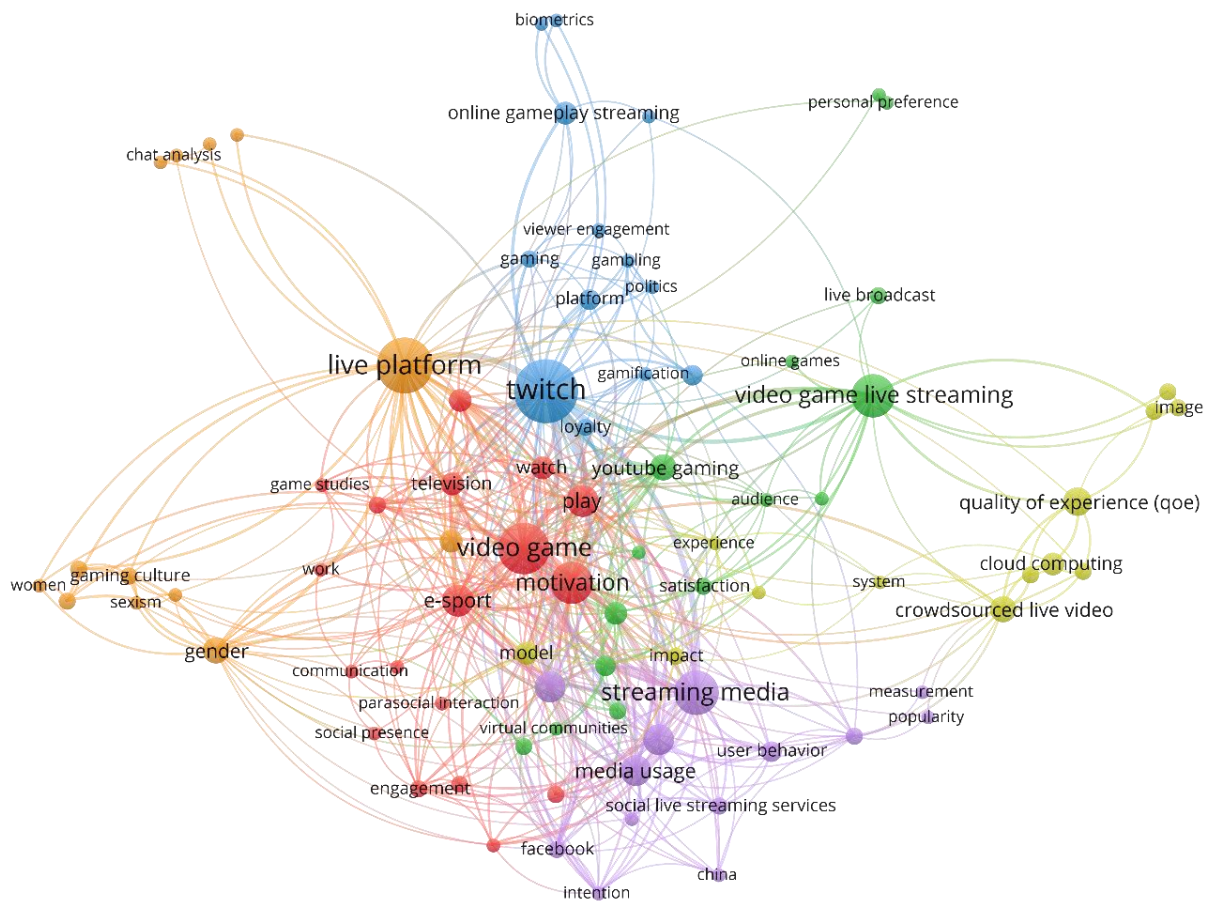 biometrics
online gameplay streaming
personal preference
chat analysis
viewer engagement
gaming
gambling
politics
platform
live broadcast
live platform
twitch
gamification
online games
video game live streaming
image
loyalty
watch
youtube gaming
game studies
television
play
audience
quality of experience (qoe)
video game
experience
women
gaming culture
work
motivation
satisfaction
system
cloud computing
sexism
e-sport
crowdsourced live video
gender
model
impact
communication
streaming media
measurement
parasocial interaction
popularity
social presence
virtual communities
user behavior
media usage
engagement
social live streaming services
facebook
china
intention